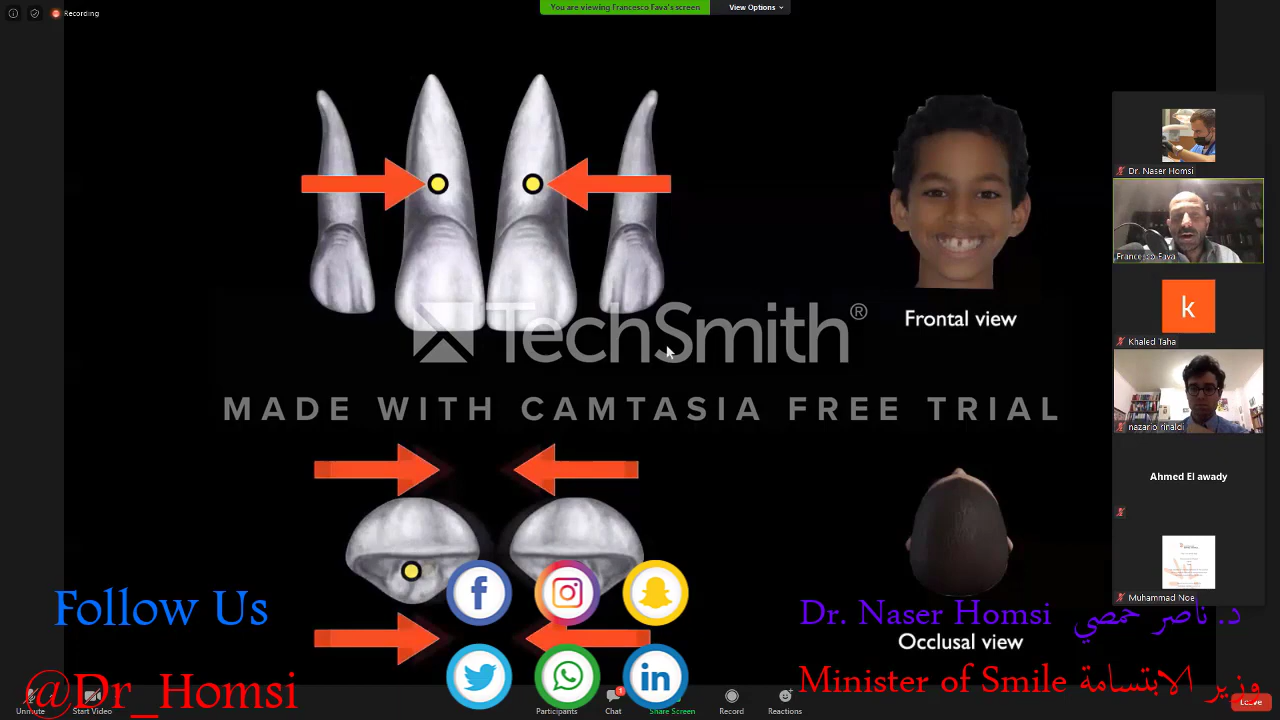 Recording
You are viewing Francesco Fava's screen
View Options
Dr. Naser Homsi
Francesco Fava
Frontal view
k
Khaled Taha
TechSmith®
MADE WITH CAMTASIA FREE TRIAL
nazario rinaldi
Ahmed El awady
Muhammad Noe
Follow Us
Dr. Naser Homsi د. ناصر حمصي
Occlusal view
@Dr_Homsi
Minister of Smile وزير الابتسامة
Unmute
Start Video
Participants
Chat
1
Share Screen
Record
Reactions
Leave